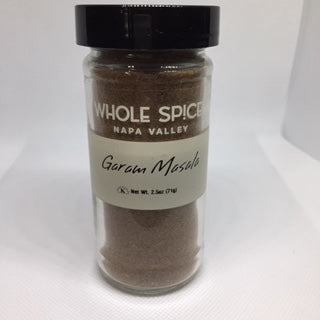 WHOLE SPICE
NAPA VALLEY
Garam Masala
K Net Wt. 2.5oz (71g)